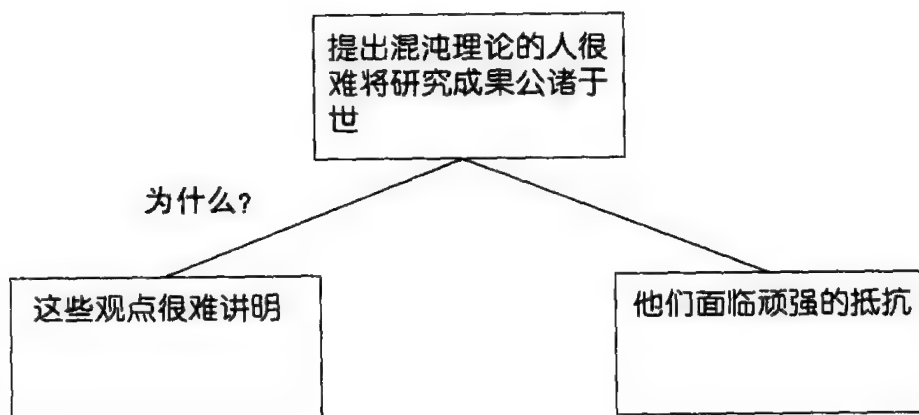 提出混沌理论的人很
难将研究成果公诸于
世
为什么?
这些观点很难讲明
他们面临顽强的抵抗